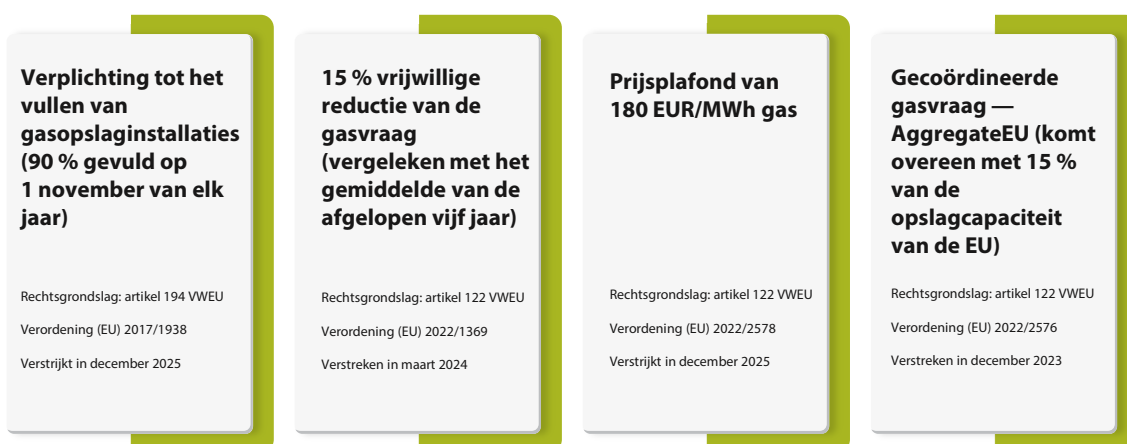 Verplichting tot het
vullen van
gasopslaginstallaties
(90 % gevuld op
1 november van elk
jaar)
Rechtsgrondslag: artikel 194 VWEU
Verordening (EU) 2017/1938
Verstrijkt in december 2025
15 % vrijwillige
reductie van de
gasvraag
(vergeleken met het
gemiddelde van de
afgelopen vijf jaar)
Rechtsgrondslag: artikel 122 VWEU
Verordening (EU) 2022/1369
Verstreken in maart 2024
Prijsplafond van
180 EUR/MWh gas
Rechtsgrondslag: artikel 122 VWEU
Verordening (EU) 2022/2578
Verstrijkt in december 2025
Gecoördineerde
gasvraag —
AggregateEU (komt
overeen met 15 %
van de
opslagcapaciteit
van de EU)
Rechtsgrondslag: artikel 122 VWEU
Verordening (EU) 2022/2576
Verstreken in december 2023